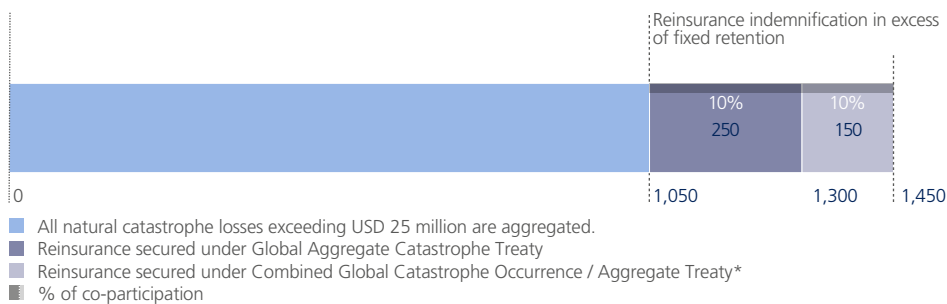 Reinsurance indemnification in excess
of fixed retention
10% 10%
250 150
0 1,050 1,300 1,450
All natural catastrophe losses exceeding USD 25 million are aggregated.
Reinsurance secured under Global Aggregate Catastrophe Treaty
Reinsurance secured under Combined Global Catastrophe Occurrence / Aggregate Treaty*
% of co-participation